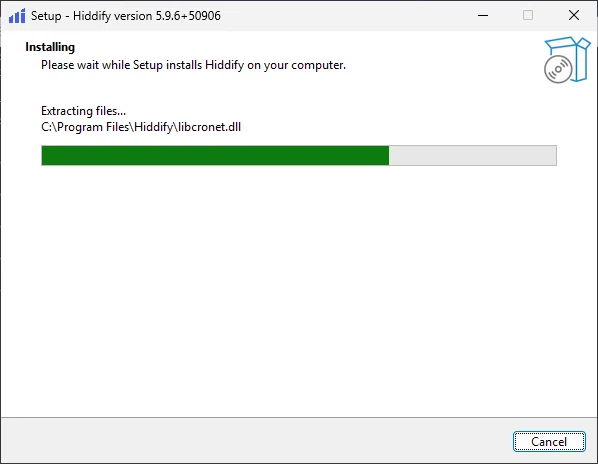 Setup - Hiddify version 5.9.6+50906
Installing
Please wait while Setup installs Hiddify on your computer.
Extracting files...
C:\Program Files\Hiddify\libcronet.dll
Cancel